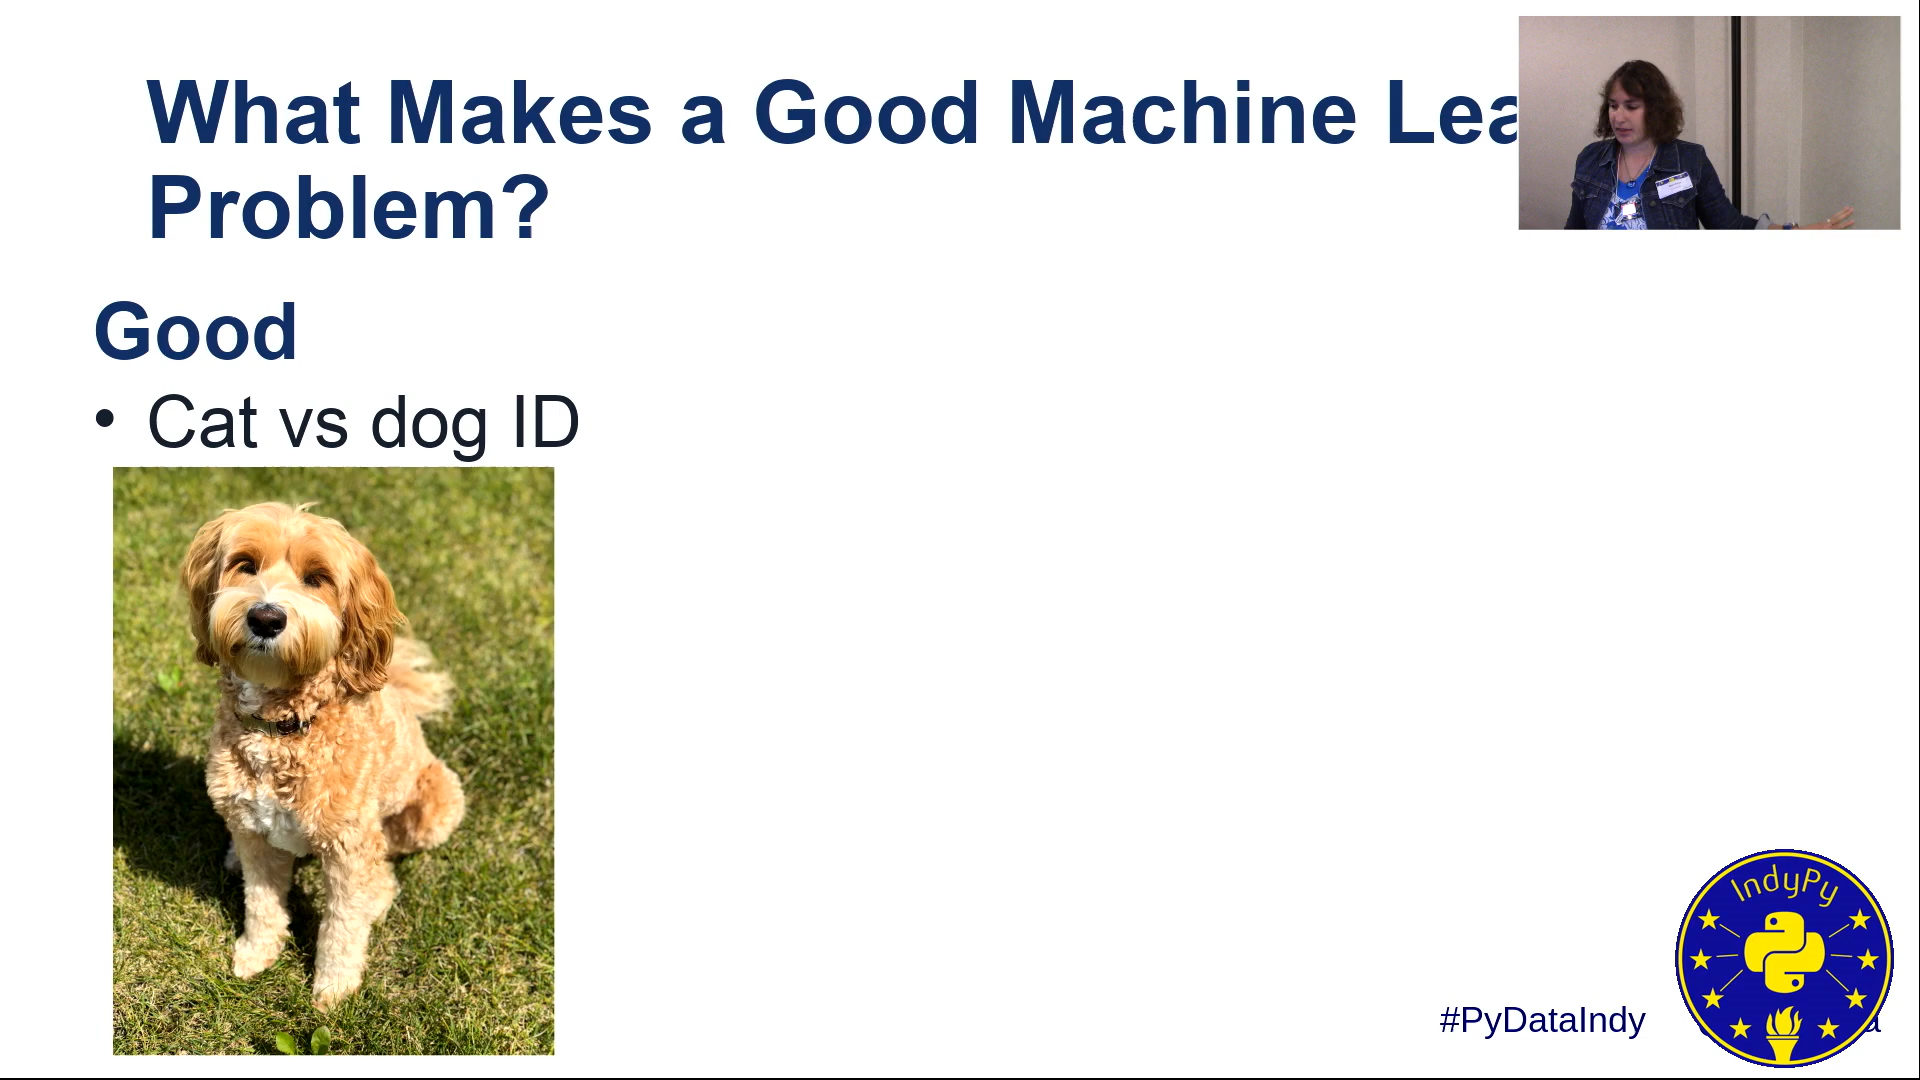 What Makes a Good Machine Lea
Problem?
Good
• Cat vs dog ID
IndyPy
#PyDataIndy